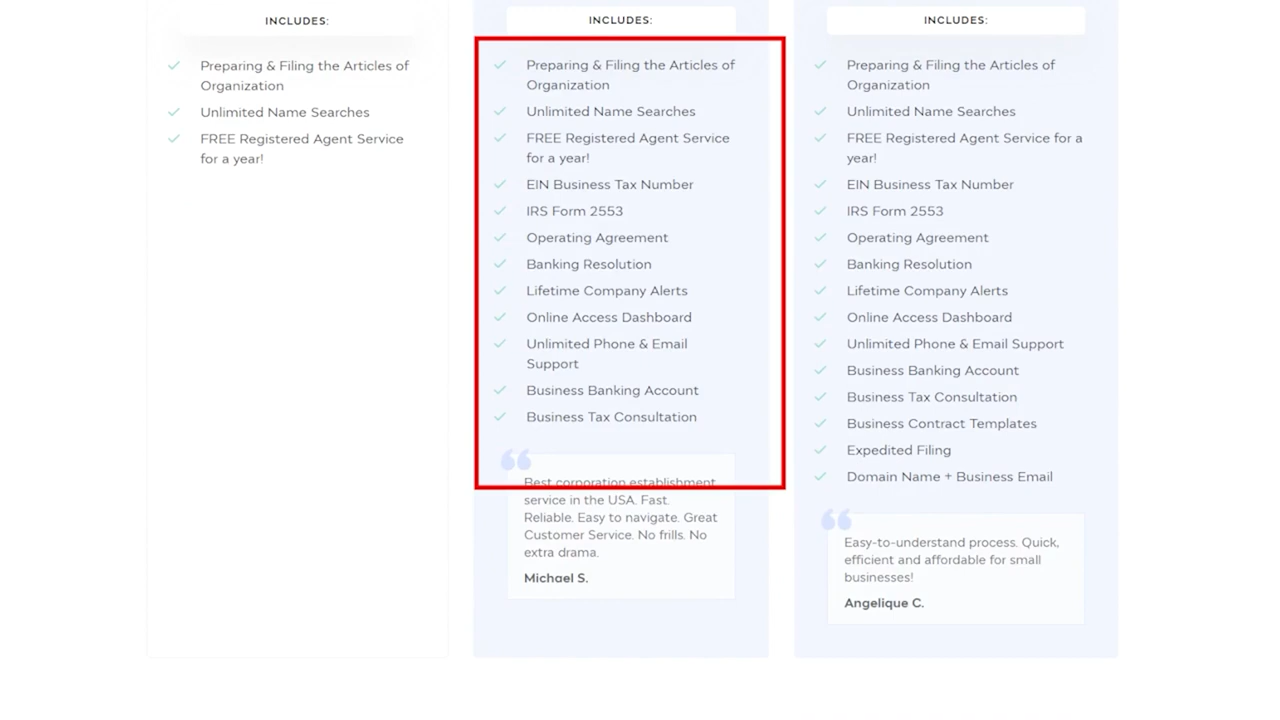 INCLUDES:
Preparing & Filing the Articles of
Organization
Unlimited Name Searches
FREE Registered Agent Service
for a year!
INCLUDES:
Preparing & Filing the Articles of
Organization
Unlimited Name Searches
FREE Registered Agent Service
for a year!
EIN Business Tax Number
IRS Form 2553
Operating Agreement
Banking Resolution
Lifetime Company Alerts
Online Access Dashboard
Unlimited Phone & Email
Support
Business Banking Account
Business Tax Consultation
Best corporation establishment
service in the USA. Fast.
Reliable. Easy to navigate. Great
Customer Service. No frills. No
extra drama.
Michael S.
INCLUDES:
Preparing & Filing the Articles of
Organization
Unlimited Name Searches
FREE Registered Agent Service for a
year!
EIN Business Tax Number
IRS Form 2553
Operating Agreement
Banking Resolution
Lifetime Company Alerts
Online Access Dashboard
Unlimited Phone & Email Support
Business Banking Account
Business Tax Consultation
Business Contract Templates
Expedited Filing
Domain Name + Business Email
Easy-to-understand process. Quick,
efficient and affordable for small
businesses!
Angelique C.